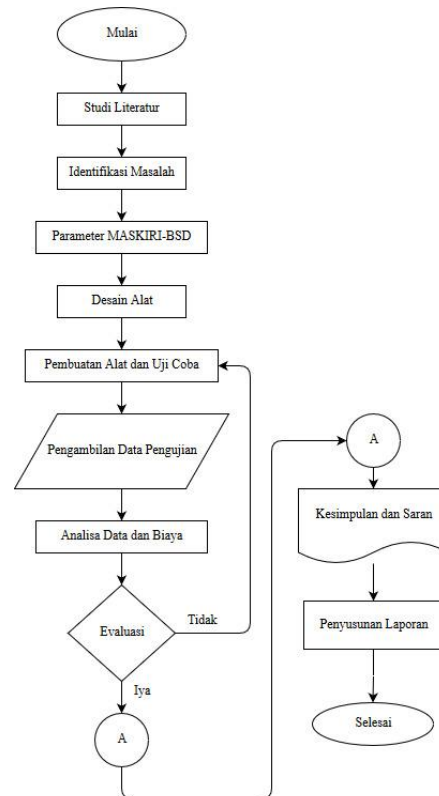 Mulai
Studi Literatur
Identifikasi Masalah
Parameter MASKIRI-BSD
Desain Alat
Pembuatan Alat dan Uji Coba
Pengambilan Data Pengujian
Analisa Data dan Biaya
Evaluasi
Tidak
Iya
A
A
Kesimpulan dan Saran
Penyusunan Laporan
Selesai